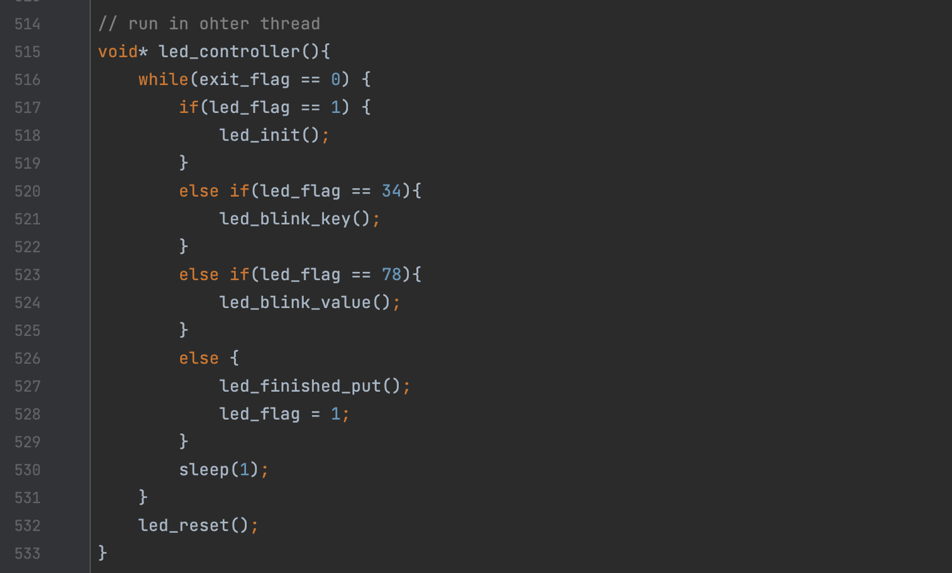 514 // run in ohter thread
515 void* led_controller(){
516     while(exit_flag == 0) {
517         if(led_flag == 1) {
518             led_init();
519         }
520         else if(led_flag == 34){
521             led_blink_key();
522         }
523         else if(led_flag == 78){
524             led_blink_value();
525         }
526         else {
527             led_finished_put();
528             led_flag = 1;
529         }
530         sleep(1);
531     }
532     led_reset();
533 }